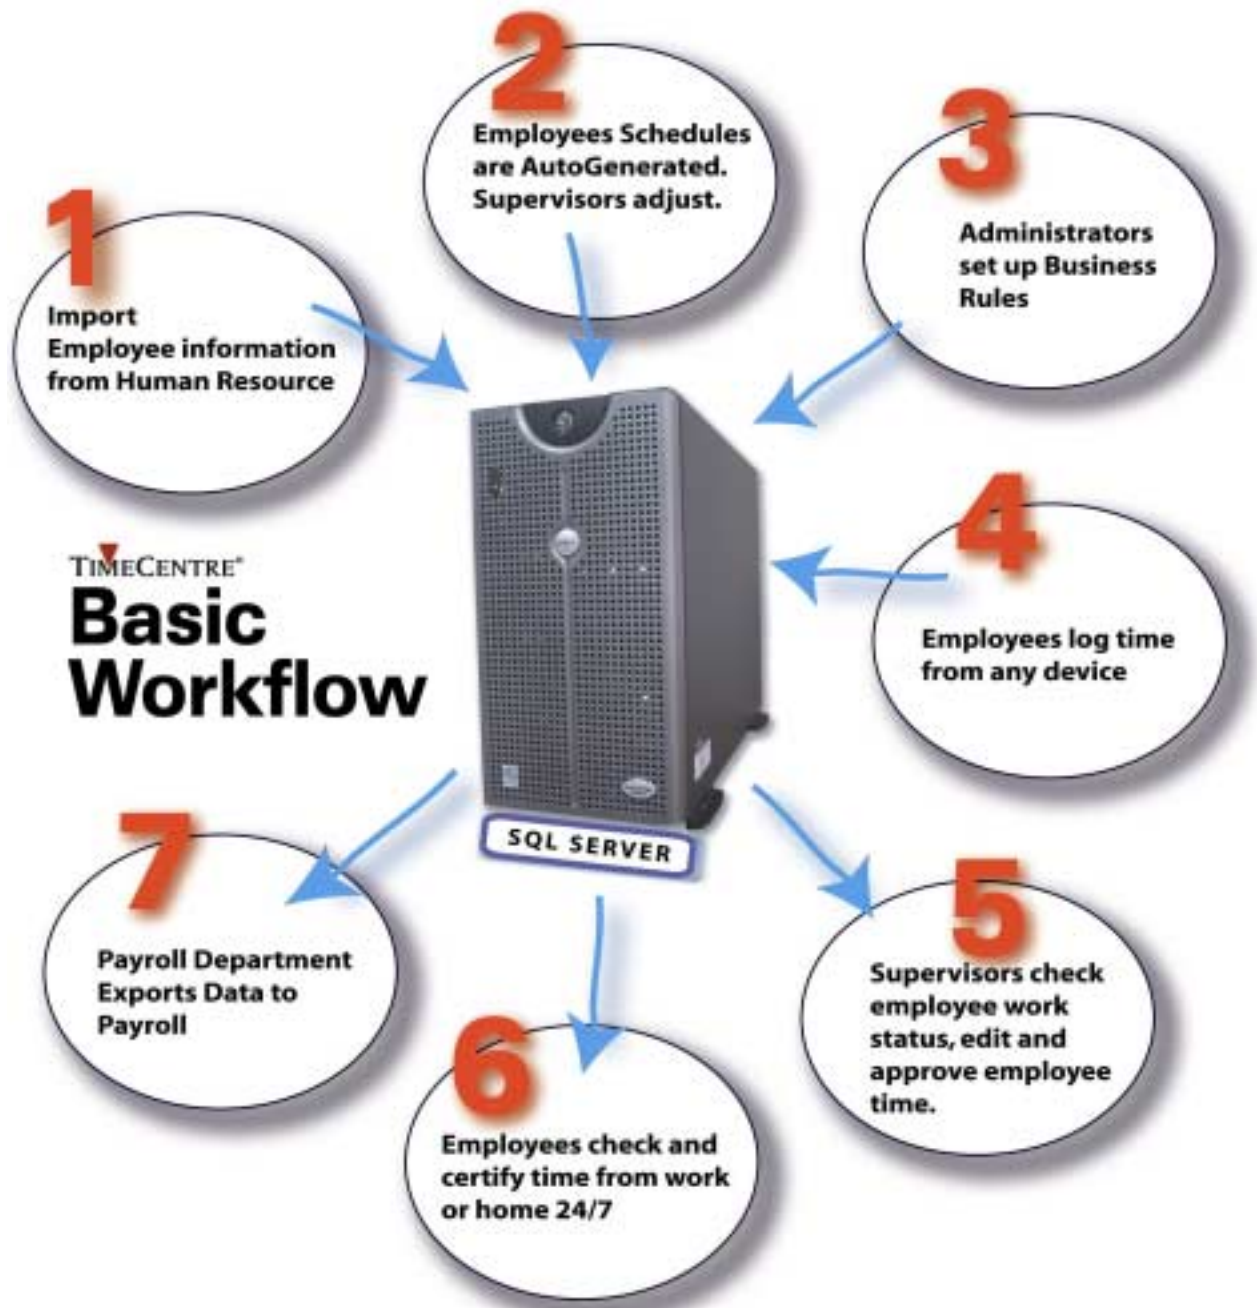 1
Import
Employee information
from Human Resource
2
Employees Schedules
are AutoGenerated.
Supervisors adjust.
3
Administrators
set up Business
Rules
4
Employees log time
from any device
TIMECENTRE®
Basic
Workflow
SQL SERVER
5
Supervisors check
employee work
status, edit and
approve employee
time.
6
Employees check and
certify time from work
or home 24/7
7
Payroll Department
Exports Data to
Payroll